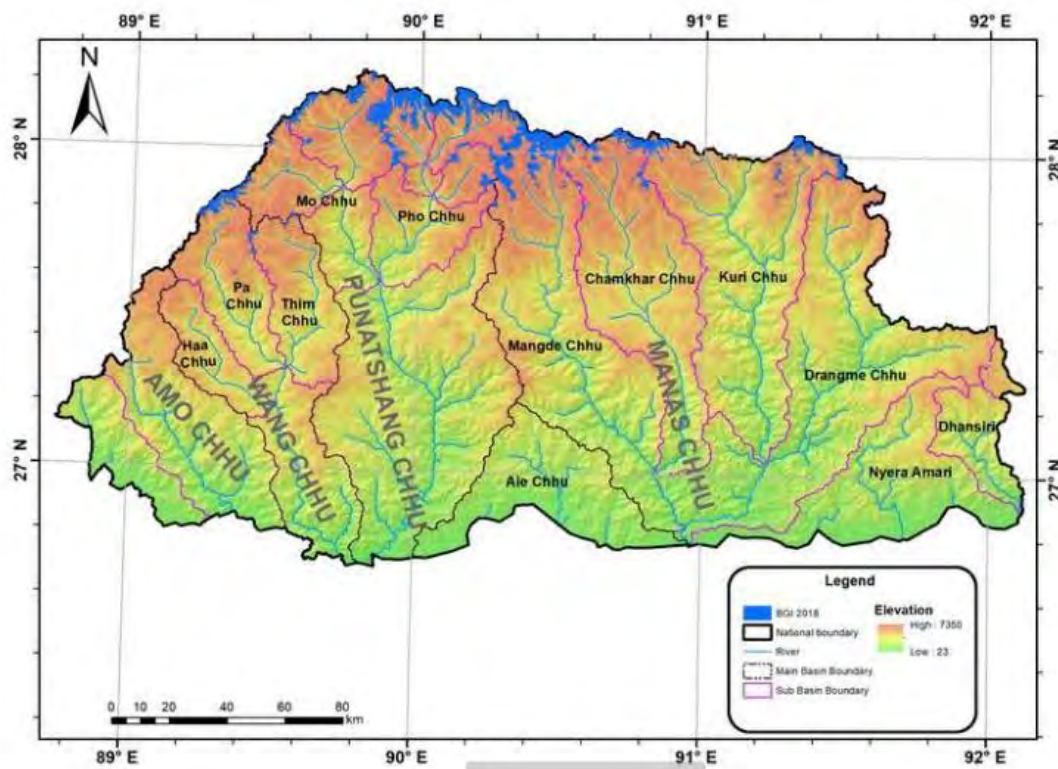 89° E
90° E
91° E
92° E
N
28° N
28° N
Mo Chhu
Pho Chhu
Pa
Chhu
Thim
Chhu
Haa
Chhu
Chamkhar Chhu
Kuri Chhu
Mangde Chhu
Drangme Chhu
Dhansiri
Nyera Amari
Aie Chhu
AMO CHHU
WANG CHHU
PUNATSHANG CHHU
MANAS CHHU
27° N
27° N
Legend
BGI 2018
National boundary
River
Main Basin Boundary
Sub Basin Boundary
Elevation
High : 7350
Low : 23
0 10 20 40 60 80
km
89° E
90° E
91° E
92° E